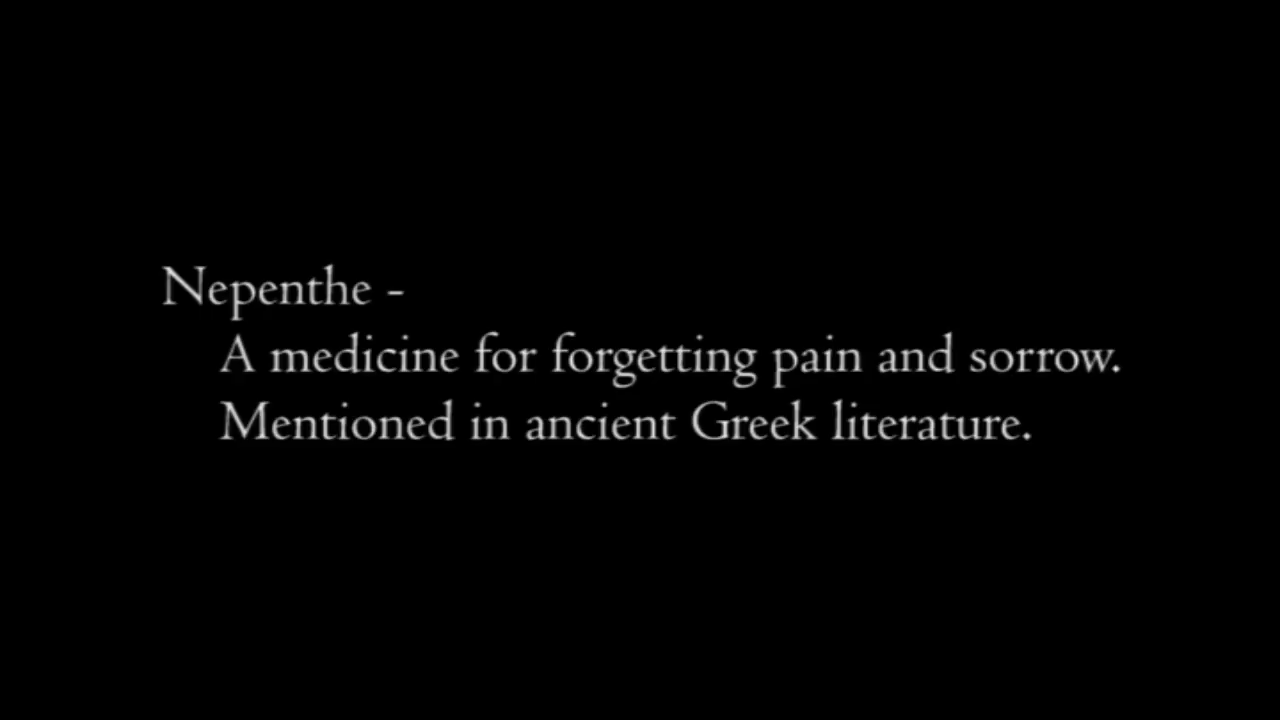 Nepenthe -
A medicine for forgetting pain and sorrow.
Mentioned in ancient Greek literature.